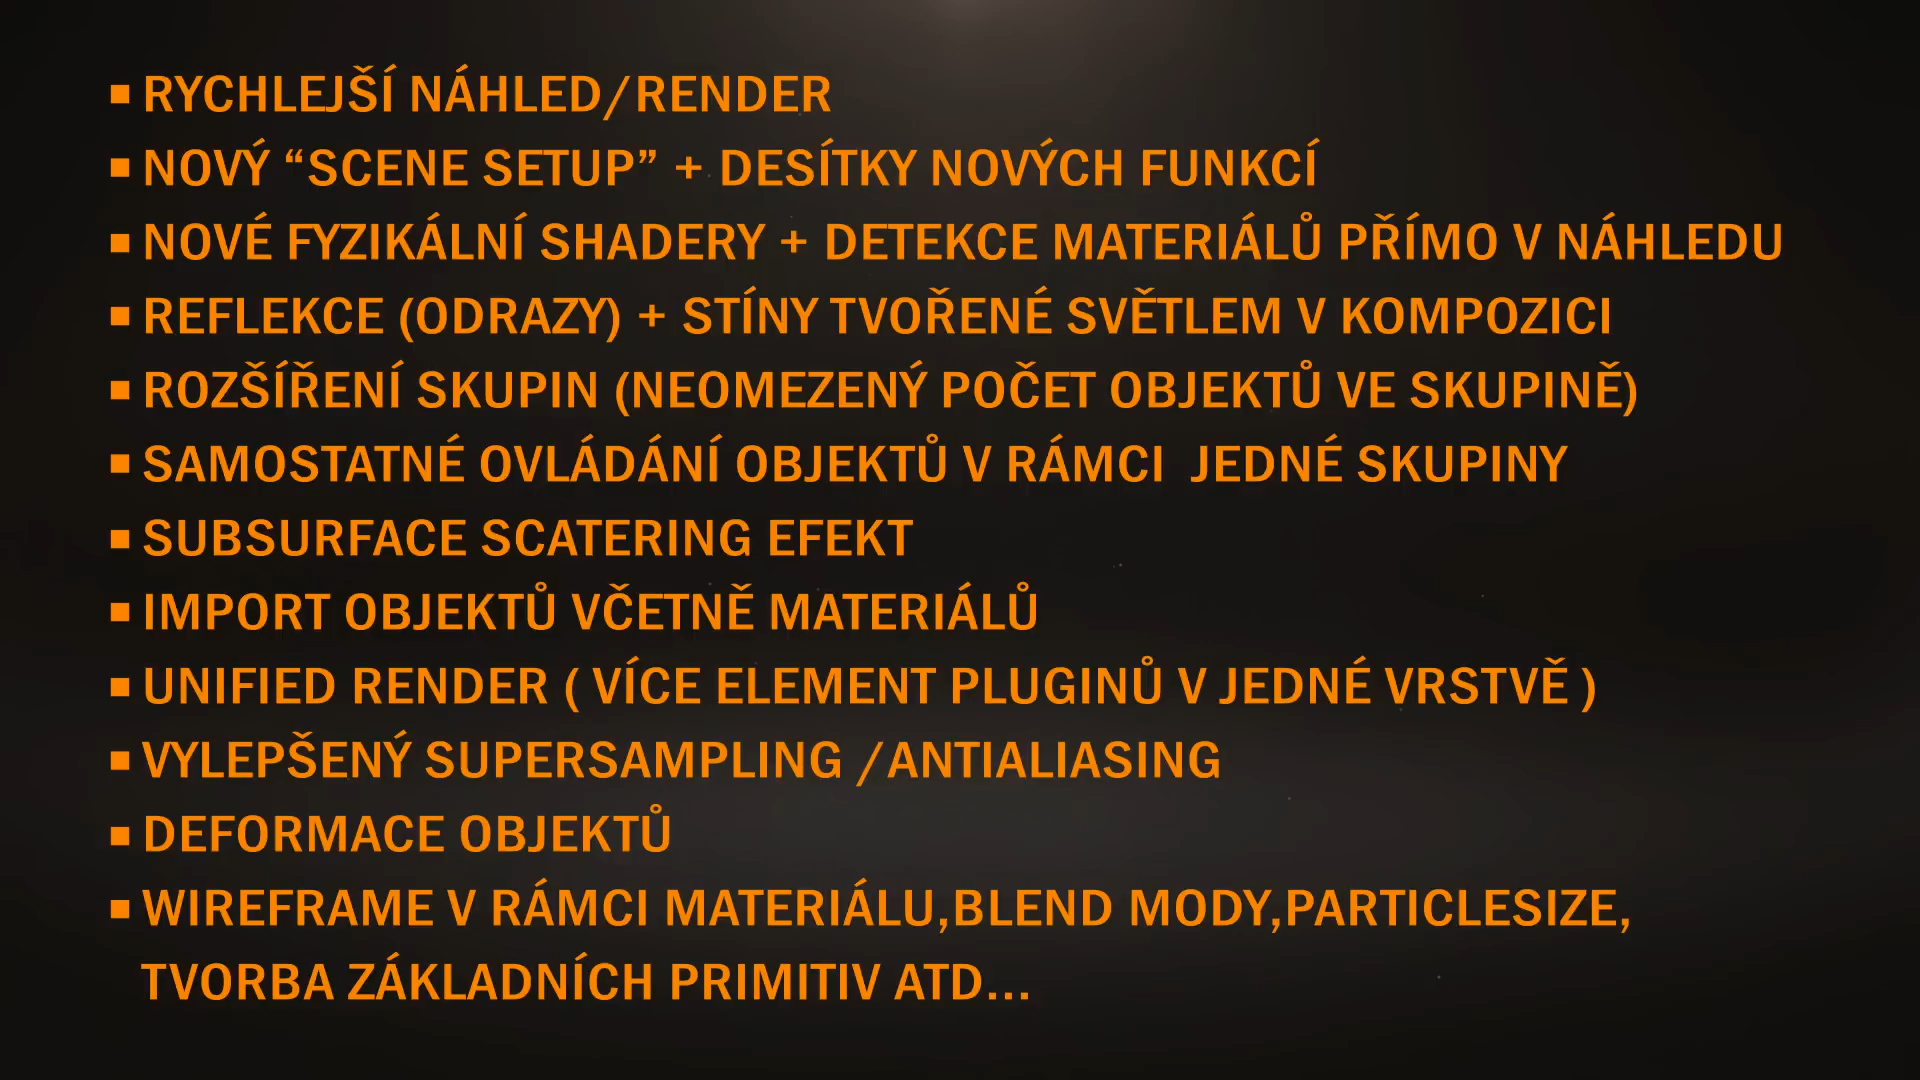 ▪ RYCHLEJŠÍ NÁHLED/RENDER
▪ NOVÝ “SCENE SETUP” + DESÍTKY NOVÝCH FUNKCÍ
▪ NOVÉ FYZIKÁLNÍ SHADERY + DETEKCE MATERIÁLŮ PŘÍMO V NÁHLEDU
▪ REFLEKCE (ODRAZY) + STÍNY TVOŘENÉ SVĚTLEM V KOMPOZICI
▪ ROZŠÍŘENÍ SKUPIN (NEOMEZENÝ POČET OBJEKTŮ VE SKUPINĚ)
▪ SAMOSTATNÉ OVLÁDÁNÍ OBJEKTŮ V RÁMCI  JEDNÉ SKUPINY
▪ SUBSURFACE SCATERING EFEKT
▪ IMPORT OBJEKTŮ VČETNĚ MATERIÁLŮ
▪ UNIFIED RENDER ( VÍCE ELEMENT PLUGINŮ V JEDNÉ VRSTVĚ )
▪ VYLEPŠENÝ SUPERSAMPLING /ANTIALIASING
▪ DEFORMACE OBJEKTŮ
▪ WIREFRAME V RÁMCI MATERIÁLU,BLEND MODY,PARTICLESIZE,
TVORBA ZÁKLADNÍCH PRIMITIV ATD...